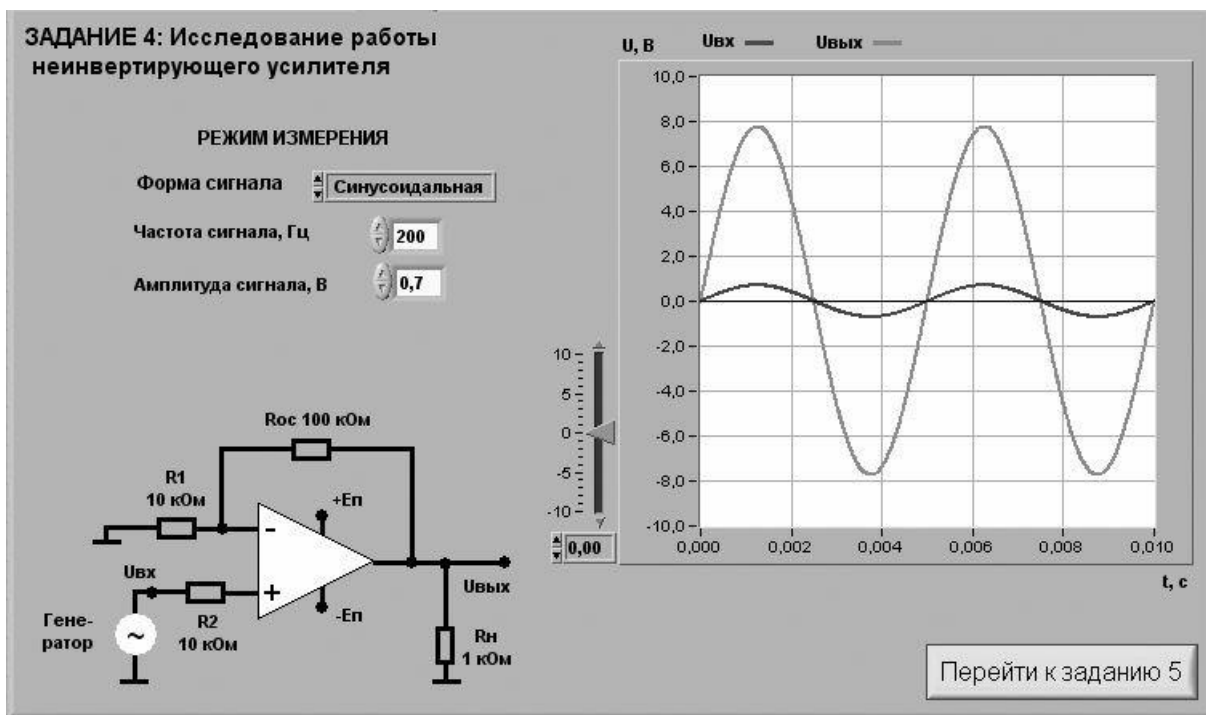 ЗАДАНИЕ 4: Исследование работы
неинвертирующего усилителя
РЕЖИМ ИЗМЕРЕНИЯ
Форма сигнала Синусоидальная
Частота сигнала, Гц 200
Амплитуда сигнала, В 0,7
U, В Uвх Uвых
10,0
8,0
6,0
4,0
2,0
0,0
-2,0
-4,0
-6,0
-8,0
-10,0
0,000 0,002 0,004 0,006 0,008 0,010
t, с
10
5
0
-5
-10
0,00
Rос 100 кОм
R1
10 кОм
+Еп
-
Uвх
+
Uвых
-Еп
Гене-
ратор
~
R2
10 кОм
Rн
1 кОм
Перейти к заданию 5